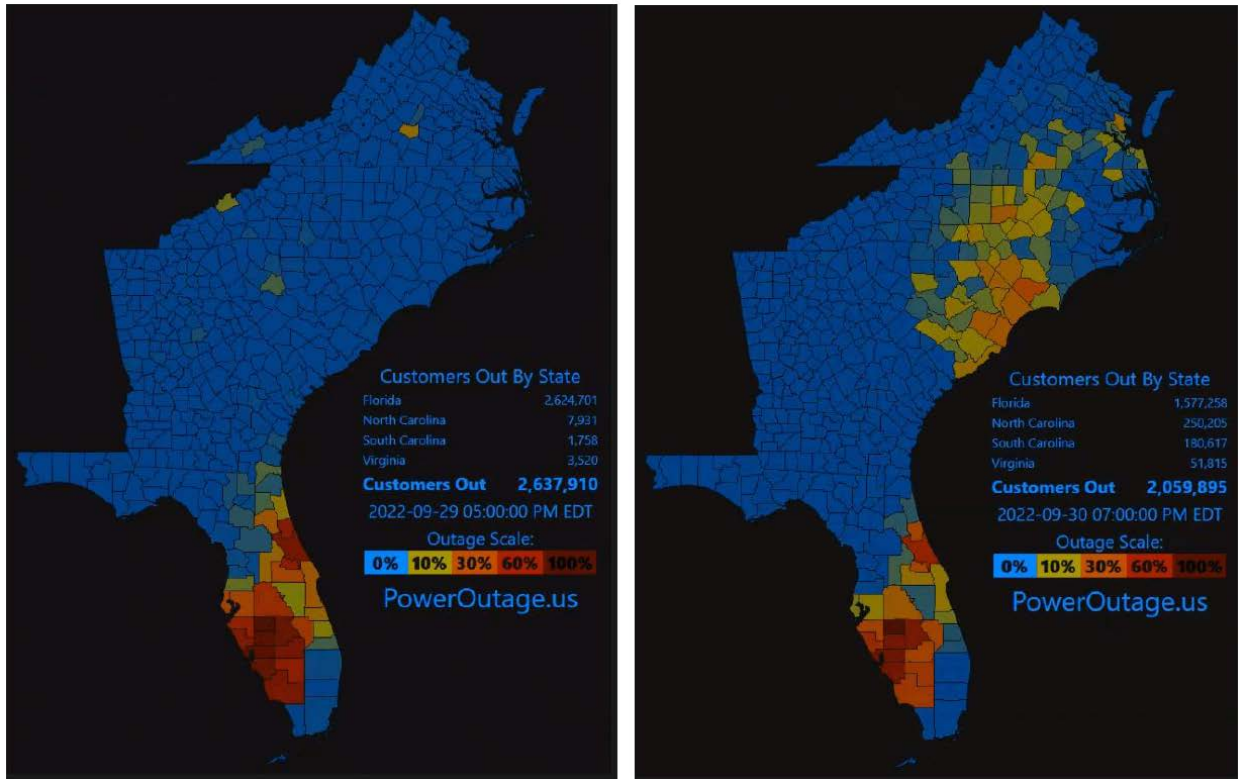 Customers Out By State
Florida 2,624,701
North Carolina 7,931
South Carolina 1,758
Virginia 3,520
Customers Out 2,637,910
2022-09-29 05:00:00 PM EDT
Outage Scale:
0% 10% 30% 60% 100%
PowerOutage.us
Customers Out By State
Florida 1,577,258
North Carolina 250,205
South Carolina 180,617
Virginia 51,815
Customers Out 2,059,895
2022-09-30 07:00:00 PM EDT
Outage Scale:
0% 10% 30% 60% 100%
PowerOutage.us